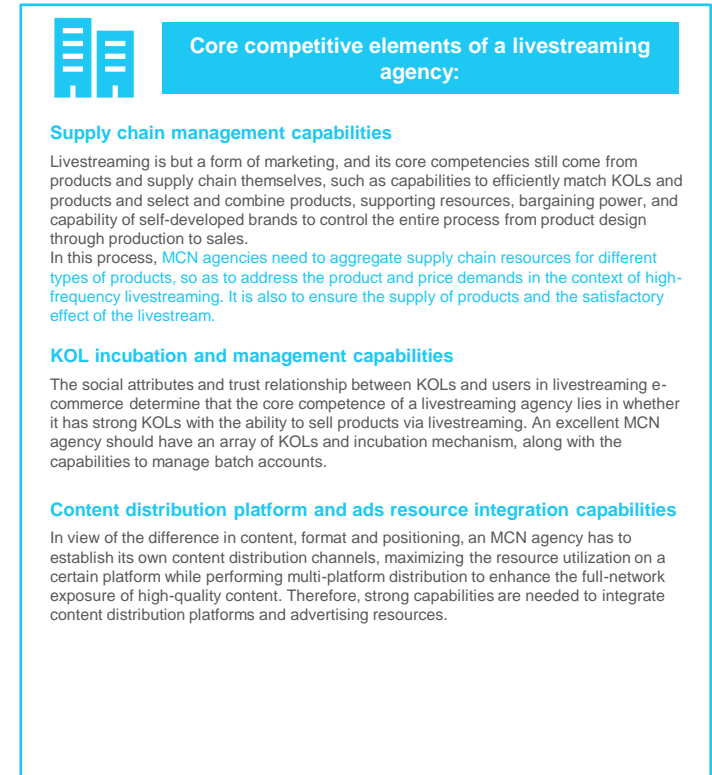 Core competitive elements of a livestreaming
agency:
Supply chain management capabilities
Livestreaming is but a form of marketing, and its core competencies still come from
products and supply chain themselves, such as capabilities to efficiently match KOLs and
products and select and combine products, supporting resources, bargaining power, and
capability of self-developed brands to control the entire process from product design
through production to sales.
In this process, MCN agencies need to aggregate supply chain resources for different
types of products, so as to address the product and price demands in the context of high-
frequency livestreaming. It is also to ensure the supply of products and the satisfactory
effect of the livestream.
KOL incubation and management capabilities
The social attributes and trust relationship between KOLs and users in livestreaming e-
commerce determine that the core competence of a livestreaming agency lies in whether
it has strong KOLs with the ability to sell products via livestreaming. An excellent MCN
agency should have an array of KOLs and incubation mechanism, along with the
capabilities to manage batch accounts.
Content distribution platform and ads resource integration capabilities
In view of the difference in content, format and positioning, an MCN agency has to
establish its own content distribution channels, maximizing the resource utilization on a
certain platform while performing multi-platform distribution to enhance the full-network
exposure of high-quality content. Therefore, strong capabilities are needed to integrate
content distribution platforms and advertising resources.